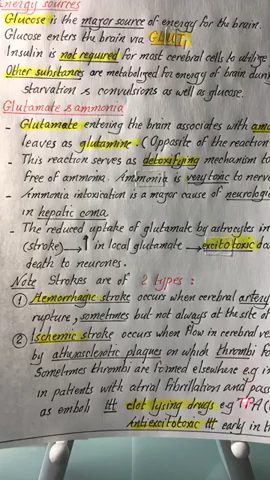 Energy sources
Glucose is the major source of energy for the brain.
Glucose enters the brain via GLUT1
Insulin is not required for most cerebral cells to utilize
Other substances are metabolized for energy of brain
starvation & convulsions as well as glucose.
Glutamate & ammonia
- Glutamate entering the brain associates with
leaves as glutamine. (Opposite of the reaction
- This reaction serves as detoxifying mechanism to
free of ammonia. Ammonia is very toxic to
- Ammonia intoxication is a major cause of
in hepatic coma.
- The reduced uptake of glutamate by astrocytes in
(stroke) → ↑ in local glutamate → excitotoxic
death to neurones.
Note Strokes are of 2 types :
① Hemorrhagic stroke occurs when cerebral artery
rupture, sometimes but not always at the site of
② Ischemic stroke occurs when flow in cerebral
by atherosclerotic plaques on which thrombi
Sometimes thrombi are formed elsewhere e.g in
in patients with atrial fibrillation and
as emboli ttt clot lysing drugs e.g TPA
Antiexcitotoxic ttt early in